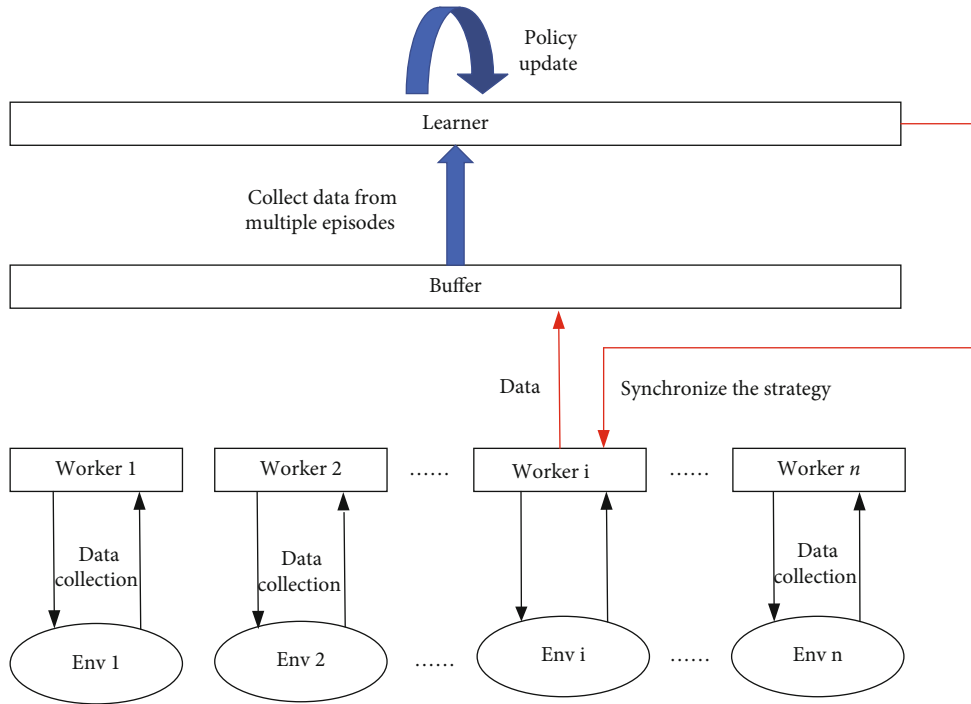 Policy
update
Learner
Collect data from
multiple episodes
Buffer
Data
Synchronize the strategy
Worker 1
Worker 2
......
Worker i
......
Worker n
Data
collection
Data
collection
Data
collection
Env 1
Env 2
......
Env i
......
Env n